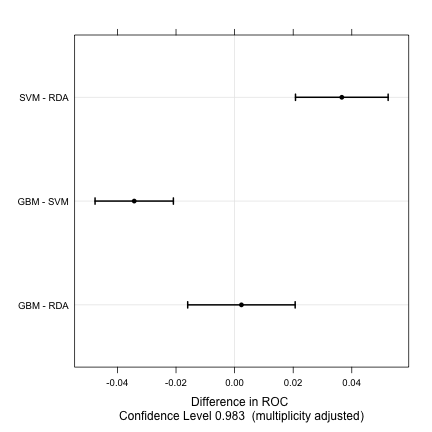 SVM - RDA
GBM - SVM
GBM - RDA
-0.04 -0.02 0.00 0.02 0.04
Difference in ROC
Confidence Level 0.983 (multiplicity adjusted)